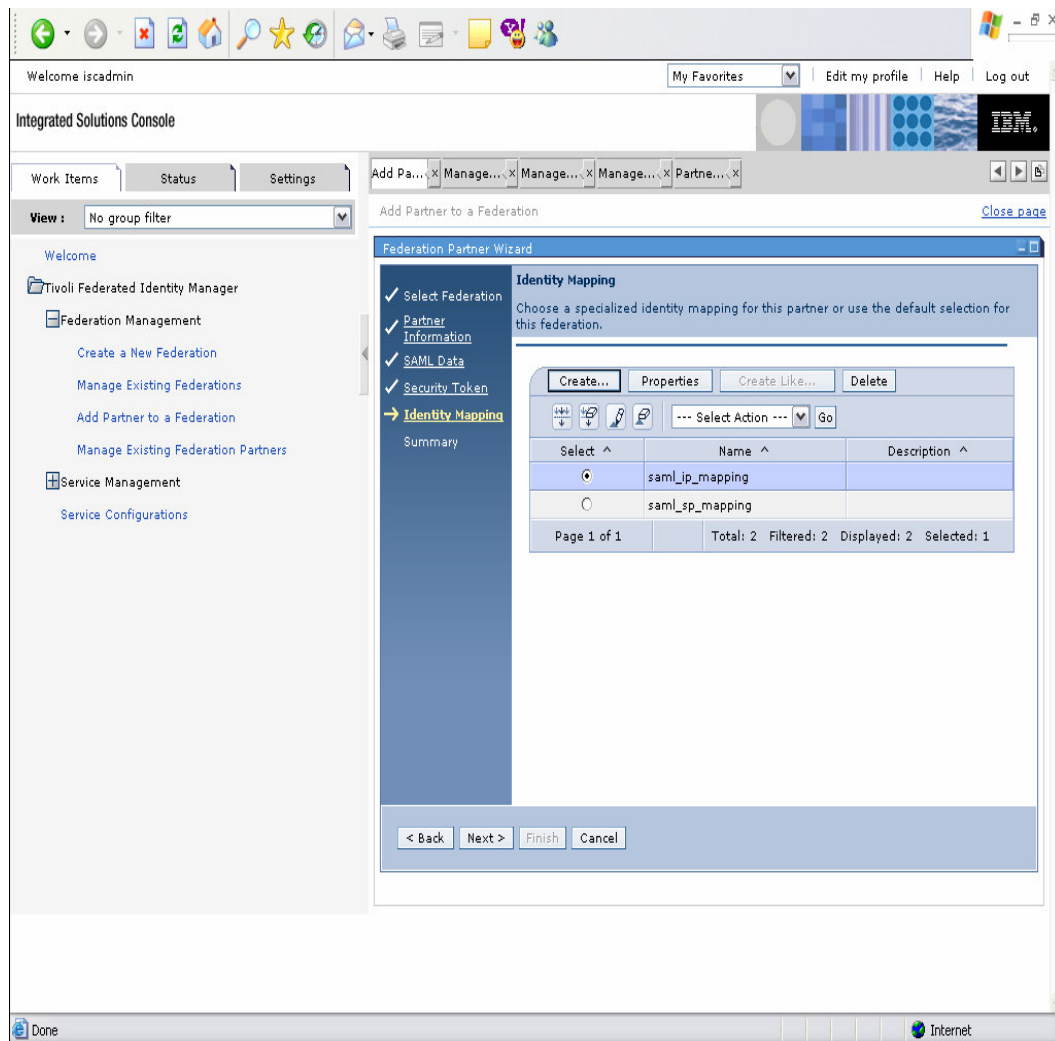 Welcome iscadmin
My Favorites
Edit my profile
Help
Log out
Integrated Solutions Console
IBM.
Work Items
Status
Settings
Add Pa...
Manage...
Manage...
Manage...
Partne...
View :
No group filter
Add Partner to a Federation
Close page
Welcome
Tivoli Federated Identity Manager
Federation Management
Create a New Federation
Manage Existing Federations
Add Partner to a Federation
Manage Existing Federation Partners
Service Management
Service Configurations
Federation Partner Wizard
Select Federation
Partner
Information
SAML Data
Security Token
Identity Mapping
Summary
Identity Mapping
Choose a specialized identity mapping for this partner or use the default selection for
this federation.
Create...
Properties
Create Like...
Delete
--- Select Action ---
Go
Select ^ Name ^ Description ^
saml_ip_mapping
saml_sp_mapping
Page 1 of 1 Total: 2 Filtered: 2 Displayed: 2 Selected: 1
< Back
Next >
Finish
Cancel
Done
Internet